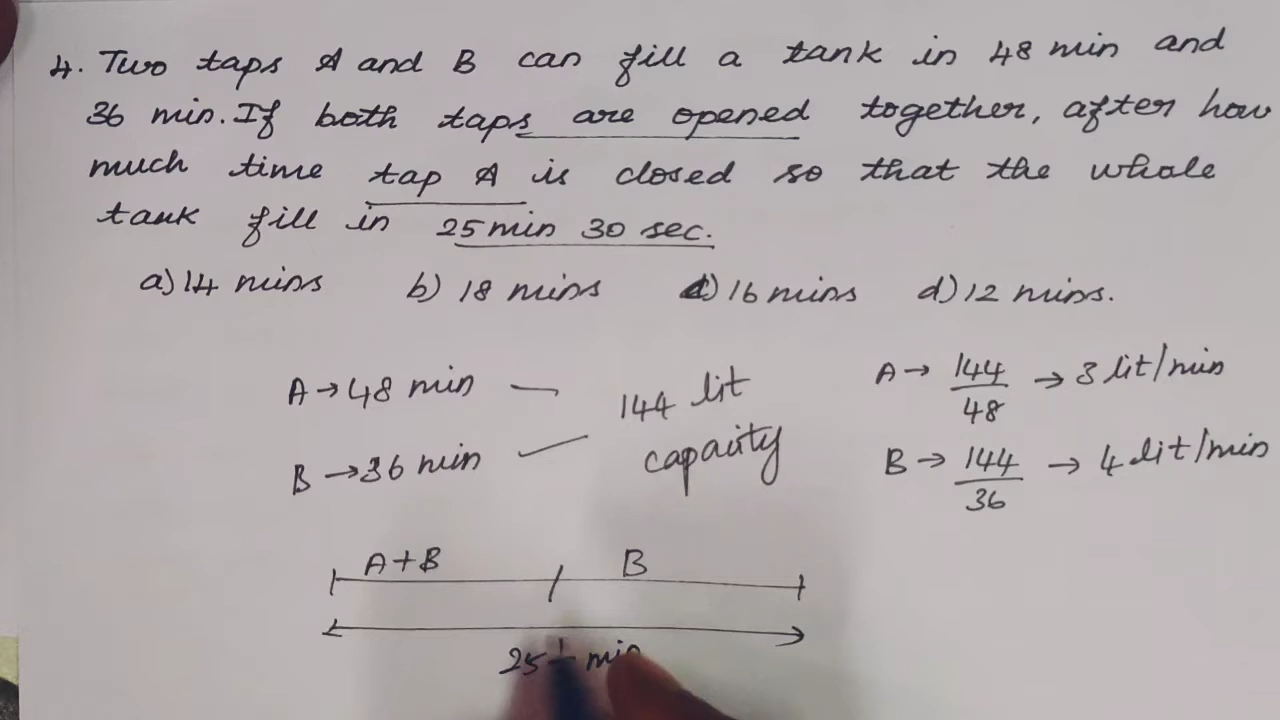 4. Two taps A and B can fill a tank in 48 min and
36 min. If both taps are opened together, after how
much time tap A is closed so that the whole
tank fill in 25 min 30 sec.
a) 14 mins b) 18 mins c) 16 mins d) 12 mins.
A → 48 min — 144 lit capacity
B → 36 min —
A → 144/48 → 3 lit/min
B → 144/36 → 4 lit/min
A+B B
25 1 min